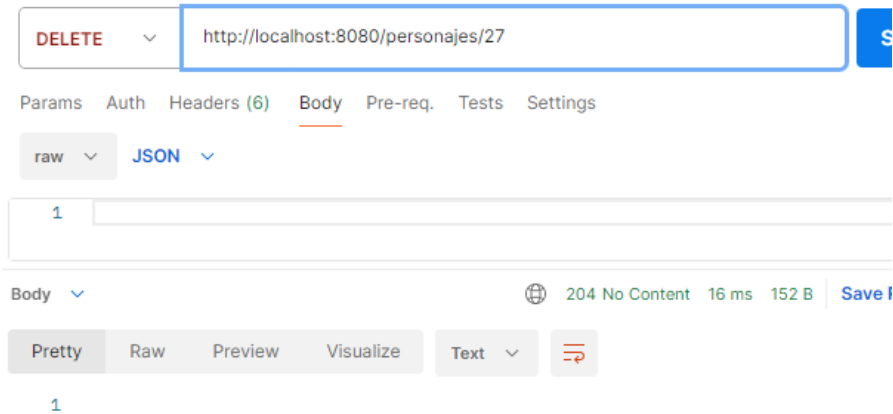 DELETE http://localhost:8080/personajes/27 S
Params Auth Headers (6) Body Pre-req. Tests Settings
raw JSON
1
Body 204 No Content 16 ms 152 B Save R
Pretty Raw Preview Visualize Text
1